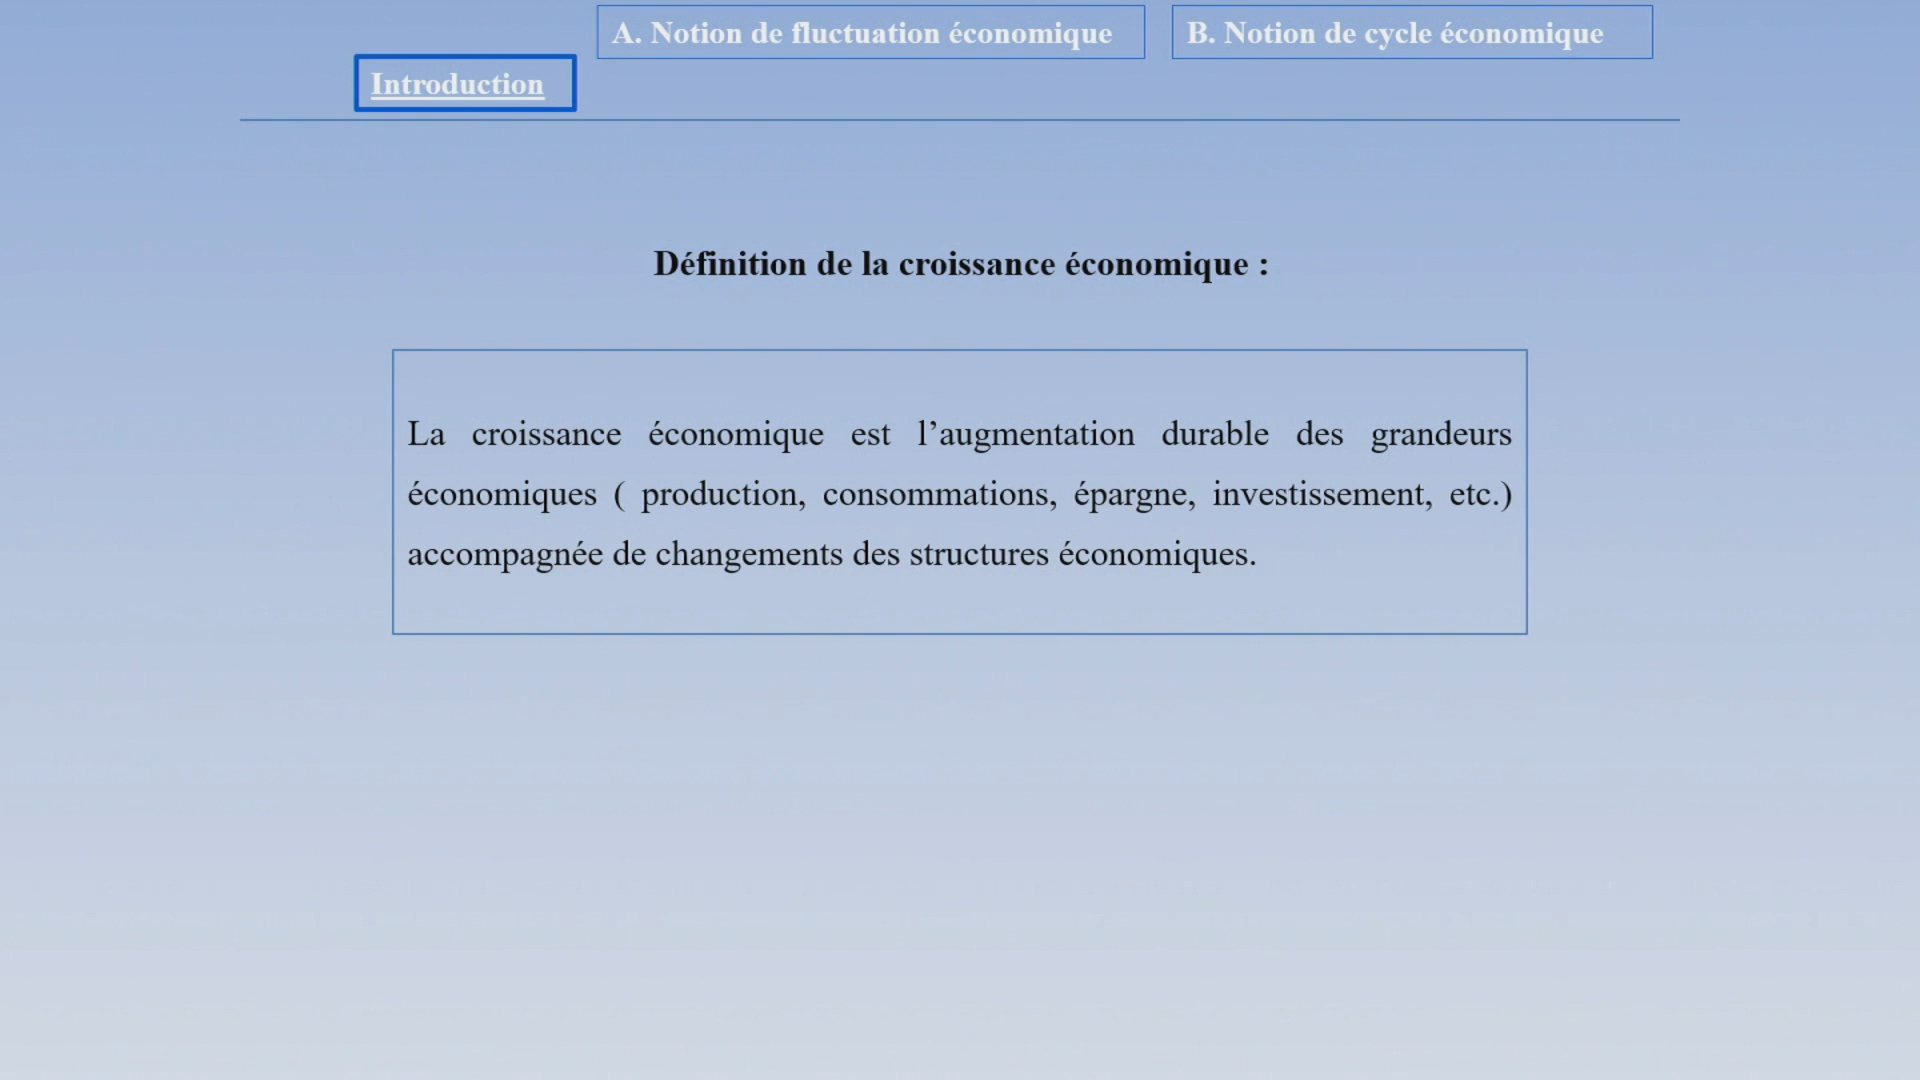 A. Notion de fluctuation économique
B. Notion de cycle économique
Introduction
Définition de la croissance économique :
La croissance économique est l’augmentation durable des grandeurs
économiques ( production, consommations, épargne, investissement, etc.)
accompagnée de changements des structures économiques.